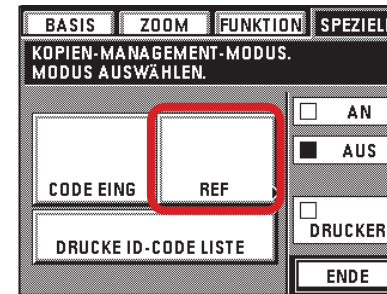 BASIS ZOOM FUNKTION SPEZIELL
KOPIEN-MANAGEMENT-MODUS.
MODUS AUSWÄHLEN.
AN
AUS
CODE EING REF
DRUCKER
DRUCKE ID-CODE LISTE
ENDE